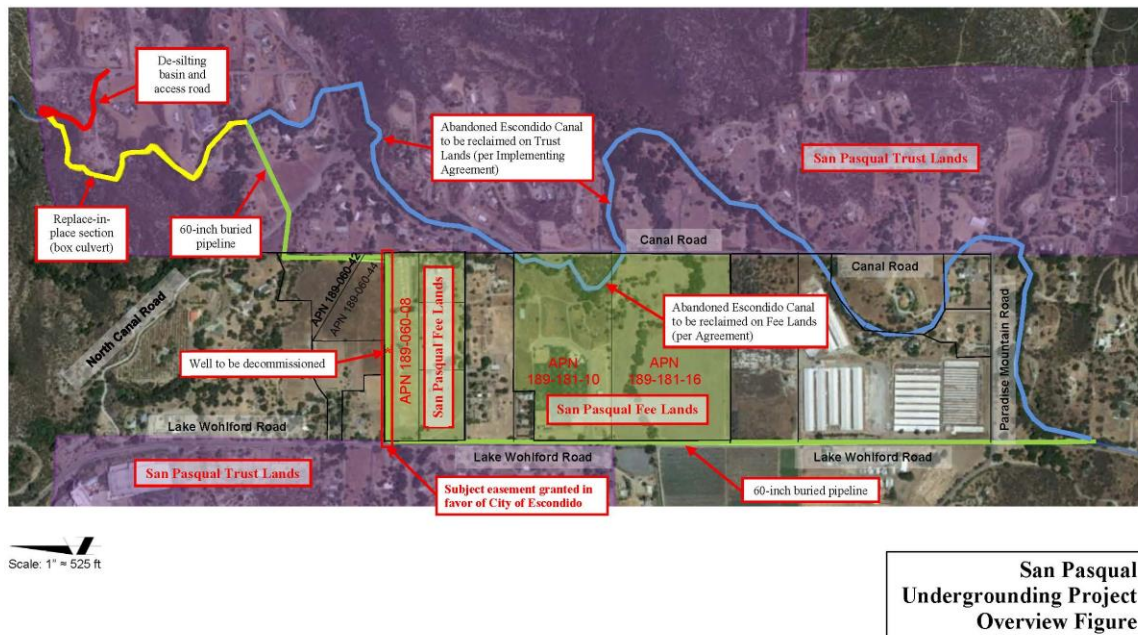 De-silting
basin and
access road
Abandoned Escondido Canal
to be reclaimed on Trust
Lands (per Implementing
Agreement)
San Pasqual Trust Lands
Replace-in-
place section
(box culvert)
60-inch buried
pipeline
Canal Road
Canal Road
APN 189-060-42
APN 189-060-44
APN 189-060-08
San Pasqual Fee Lands
North Canal Road
Abandoned Escondido Canal
to be reclaimed on Fee Lands
(per Agreement)
Well to be decommissioned
APN
189-181-10
APN
189-181-16
San Pasqual Fee Lands
Paradise Mountain Road
Lake Wohlford Road
Lake Wohlford Road
Lake Wohlford Road
San Pasqual Trust Lands
Subject easement granted in
favor of City of Escondido
60-inch buried pipeline
Scale: 1" ≈ 525 ft
San Pasqual
Undergrounding Project
Overview Figure